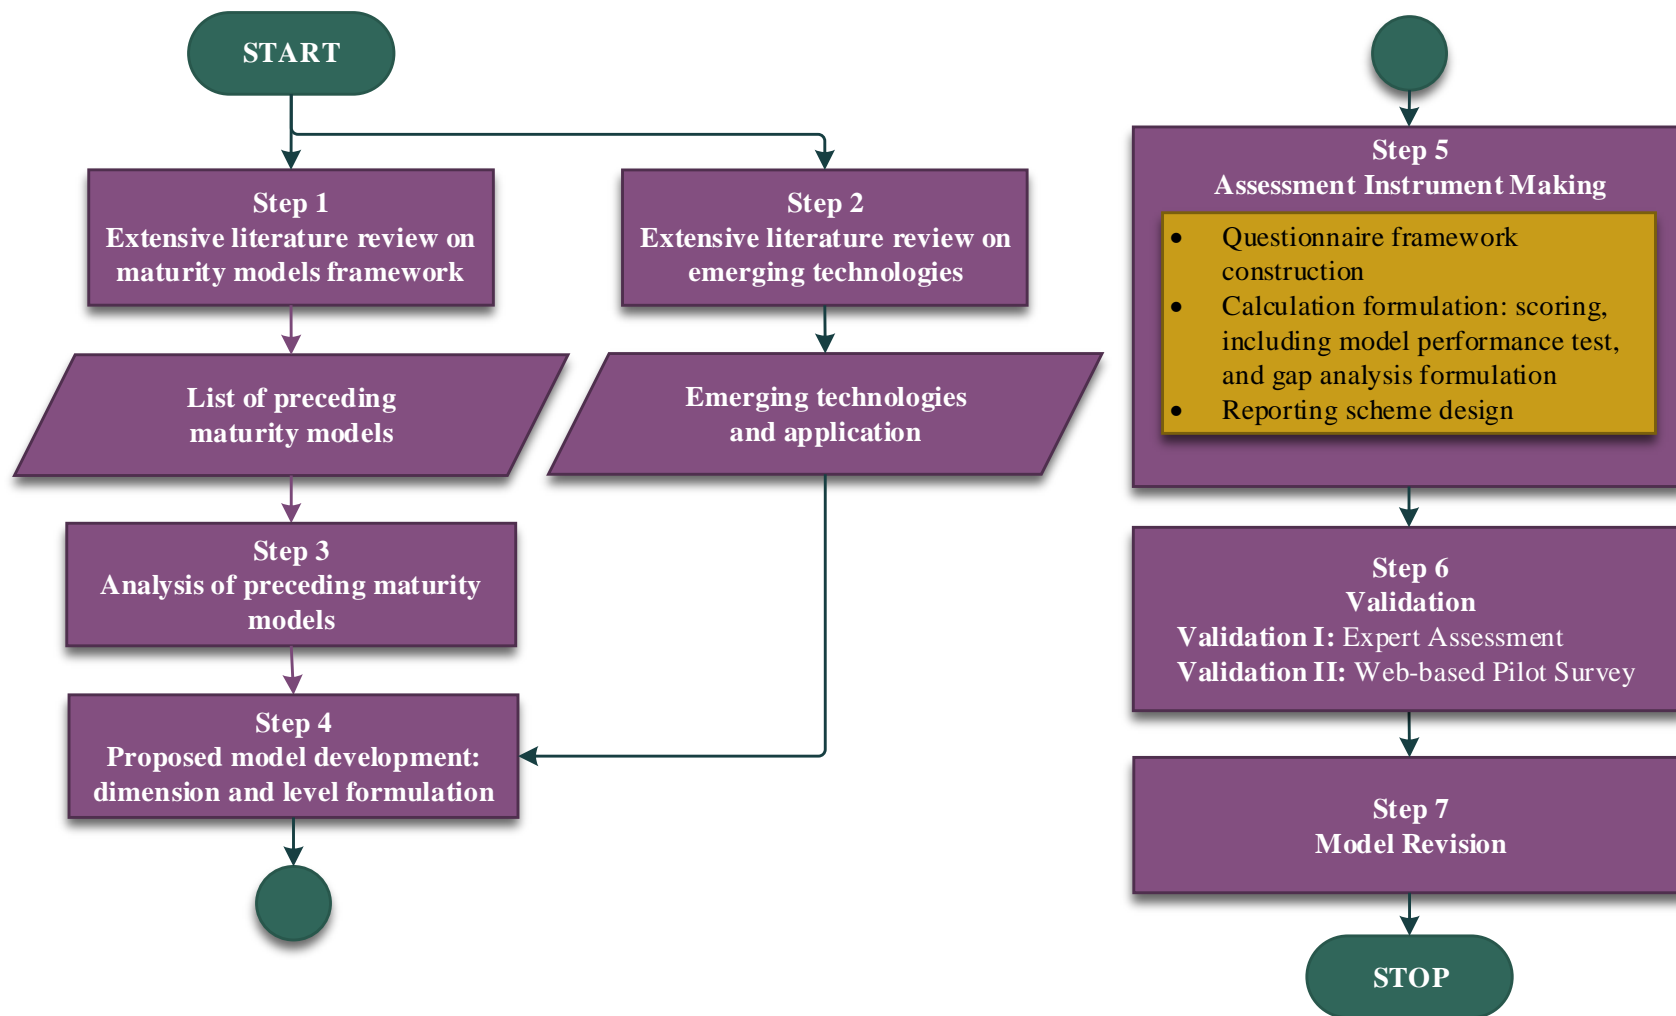 START
Step 1
Extensive literature review on
maturity models framework
Step 2
Extensive literature review on
emerging technologies
List of preceding
maturity models
Emerging technologies
and application
Step 3
Analysis of preceding maturity
models
Step 4
Proposed model development:
dimension and level formulation
Step 5
Assessment Instrument Making
• Questionnaire framework
construction
• Calculation formulation: scoring,
including model performance test,
and gap analysis formulation
• Reporting scheme design
Step 6
Validation
Validation I: Expert Assessment
Validation II: Web-based Pilot Survey
Step 7
Model Revision
STOP